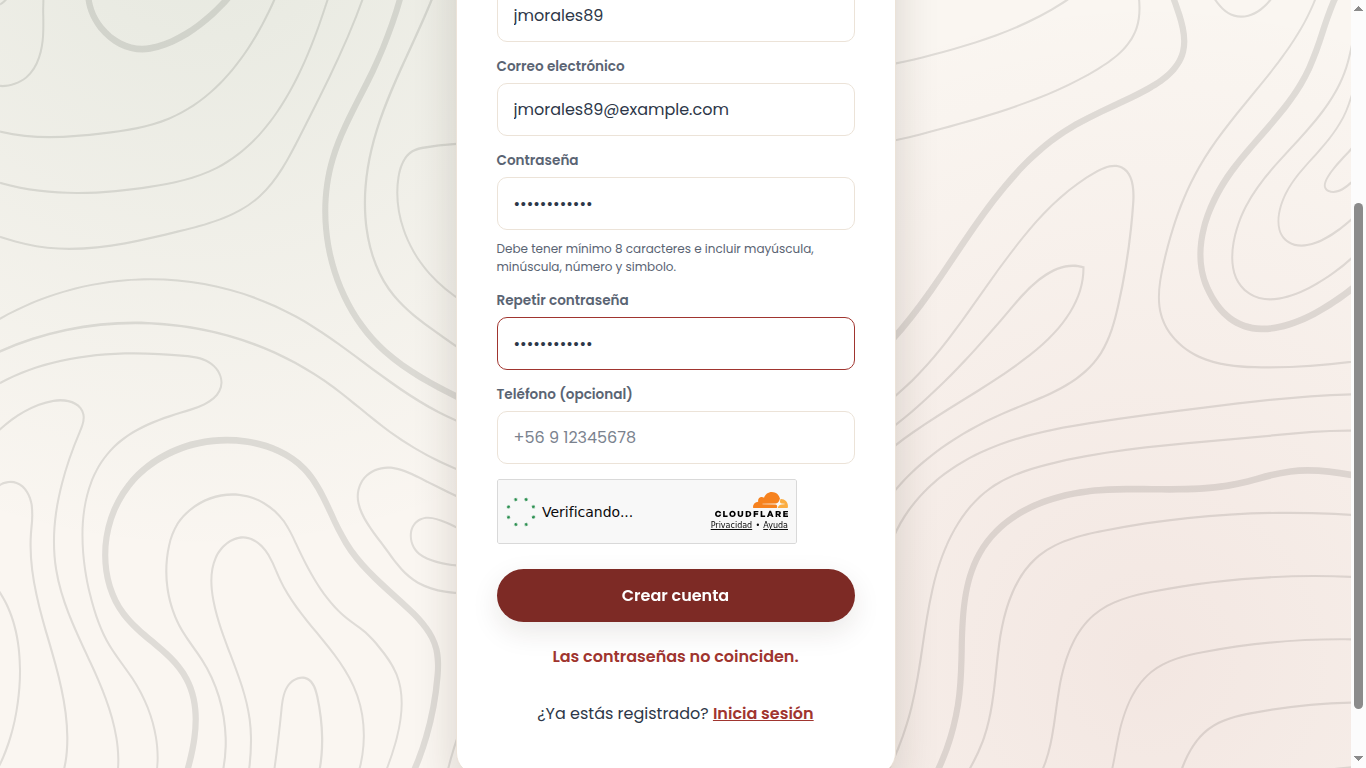 jmorales89
Correo electrónico
jmorales89@example.com
Contraseña
••••••••••••
Debe tener mínimo 8 caracteres e incluir mayúscula,
minúscula, número y simbolo.
Repetir contraseña
••••••••••••
Teléfono (opcional)
+56 9 12345678
Verificando...
CLOUDFLARE
Privacidad • Ayuda
Crear cuenta
Las contraseñas no coinciden.
¿Ya estás registrado? Inicia sesión